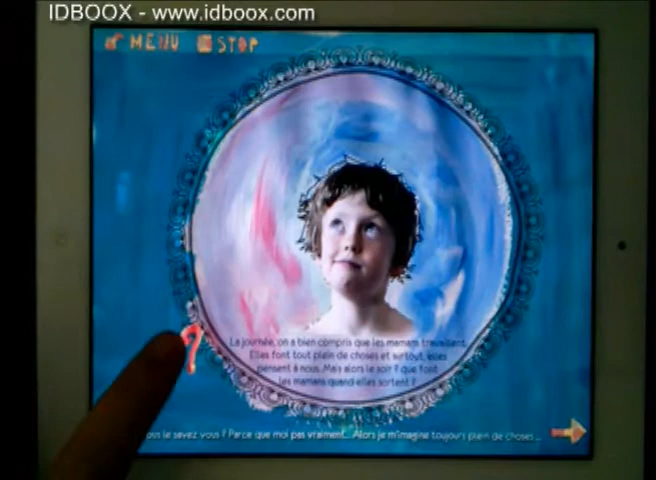 IDBOOX - www.idboox.com
MENU STOP
La journée, on a bien compris que les mamans travaillent.
Elles font tout plein de choses et surtout, elles
pensent à nous. Mais alors le soir ? que font
les mamans quand elles sortent ?
?
le savez vous ? Parce que moi pas vraiment... Alors je m'imagine toujours plein de choses...